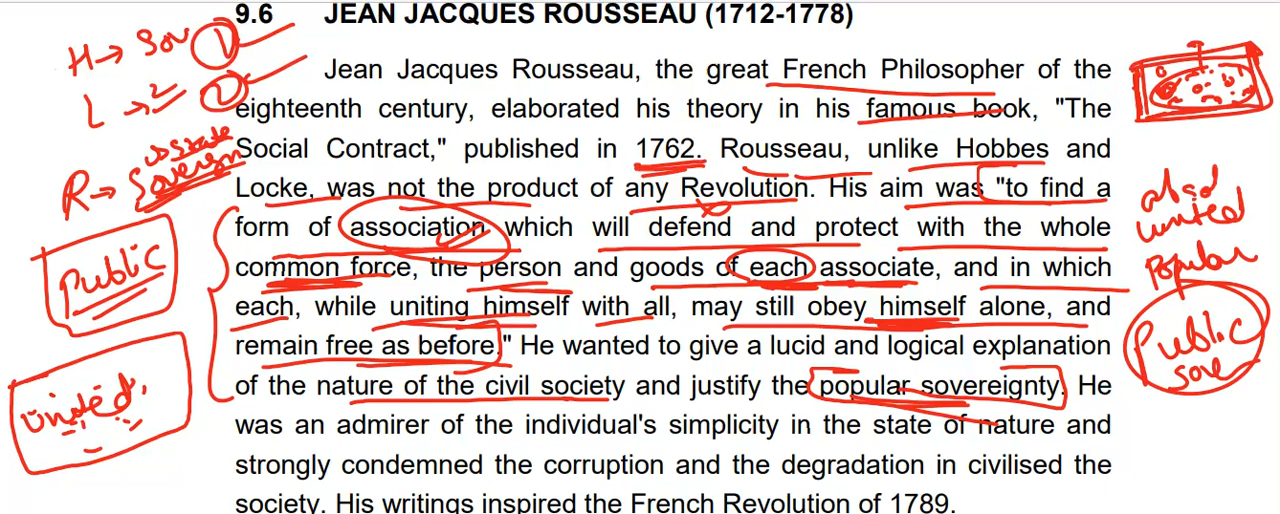 9.6 JEAN JACQUES ROUSSEAU (1712-1778)
H → Sov 1
L → 2 2
R → Sovereign
Jean Jacques Rousseau, the great French Philosopher of the
eighteenth century, elaborated his theory in his famous book, "The
Social Contract," published in 1762. Rousseau, unlike Hobbes and
Locke, was not the product of any Revolution. His aim was "to find a
form of association which will defend and protect with the whole
common force, the person and goods of each associate, and in which
each, while uniting himself with all, may still obey himself alone, and
remain free as before." He wanted to give a lucid and logical explanation
of the nature of the civil society and justify the popular sovereignty. He
was an admirer of the individual's simplicity in the state of nature and
strongly condemned the corruption and the degradation in civilised the
society. His writings inspired the French Revolution of 1789.
Public
United,
popular
Public
sove